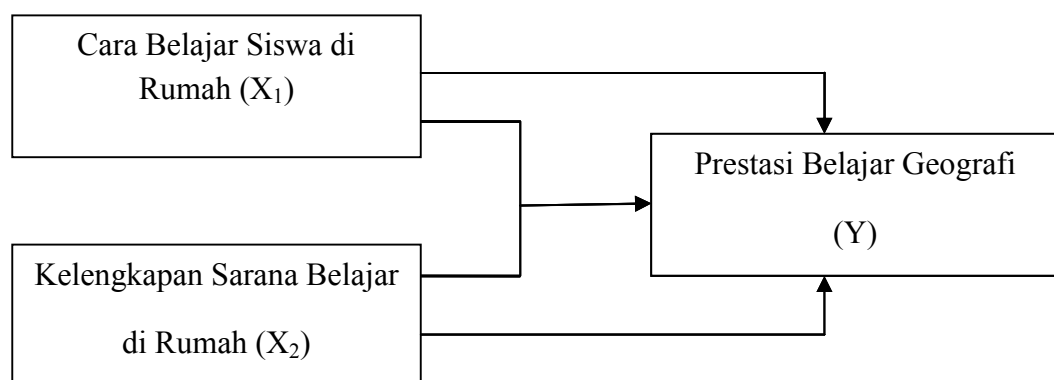 Cara Belajar Siswa di
Rumah (X₁)
Prestasi Belajar Geografi
(Y)
Kelengkapan Sarana Belajar
di Rumah (X₂)